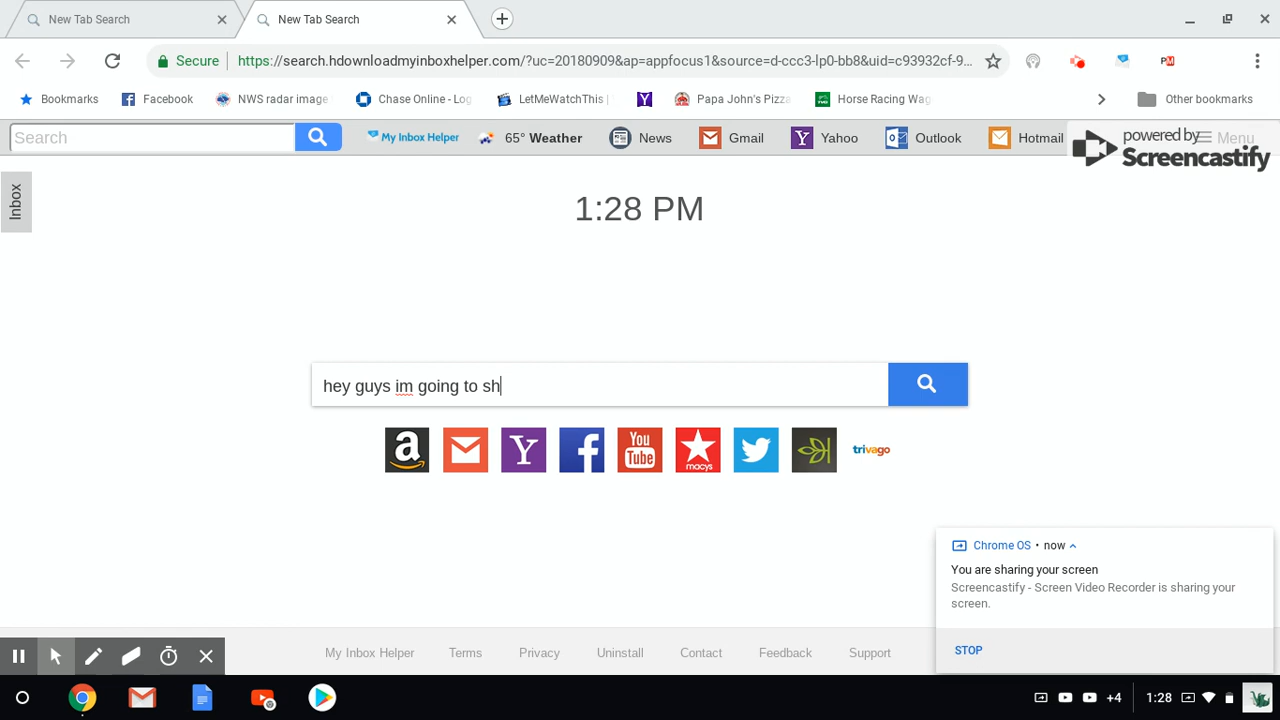 New Tab Search
New Tab Search
Secure
https://search.hdownloadmyinboxhelper.com/?uc=20180909&ap=appfocus1&source=d-ccc3-lp0-bb8&uid=c93932cf-9...
PM
Bookmarks
Facebook
NWS radar image
Chase Online - Log
LetMeWatchThis |
Y
Papa John's Pizza
Horse Racing Wag
Other bookmarks
Search
My Inbox Helper
65° Weather
News
Gmail
Yahoo
Outlook
Hotmail
Menu
powered by
Screencastify
Inbox
1:28 PM
hey guys im going to sh
a
Y
f
You
Tube
macys
trivago
Chrome OS • now
You are sharing your screen
Screencastify - Screen Video Recorder is sharing your
screen.
STOP
My Inbox Helper
Terms
Privacy
Uninstall
Contact
Feedback
Support
+4
1:28